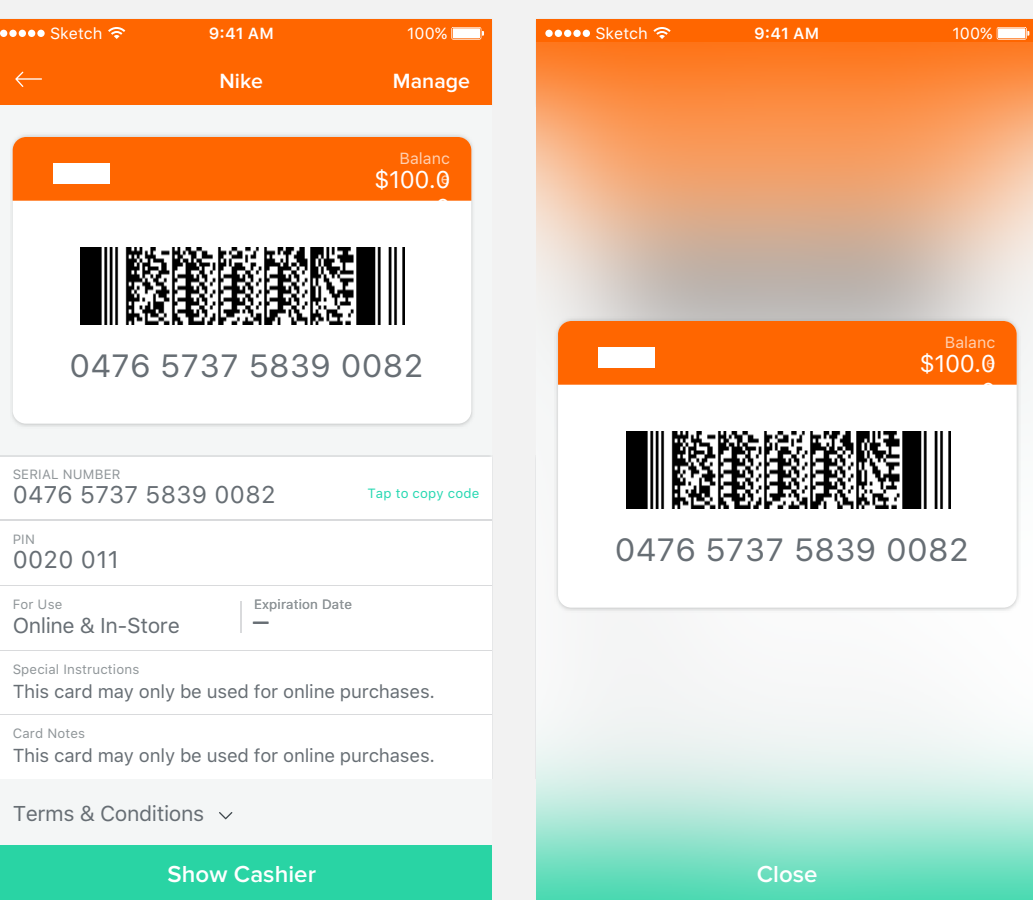 Sketch 9:41 AM 100%
Nike Manage
Balanc
$100.0
0476 5737 5839 0082
SERIAL NUMBER
0476 5737 5839 0082 Tap to copy code
PIN
0020 011
For Use Expiration Date
Online & In-Store —
Special Instructions
This card may only be used for online purchases.
Card Notes
This card may only be used for online purchases.
Terms & Conditions
Show Cashier
Sketch 9:41 AM 100%
Balanc
$100.0
0476 5737 5839 0082
Close